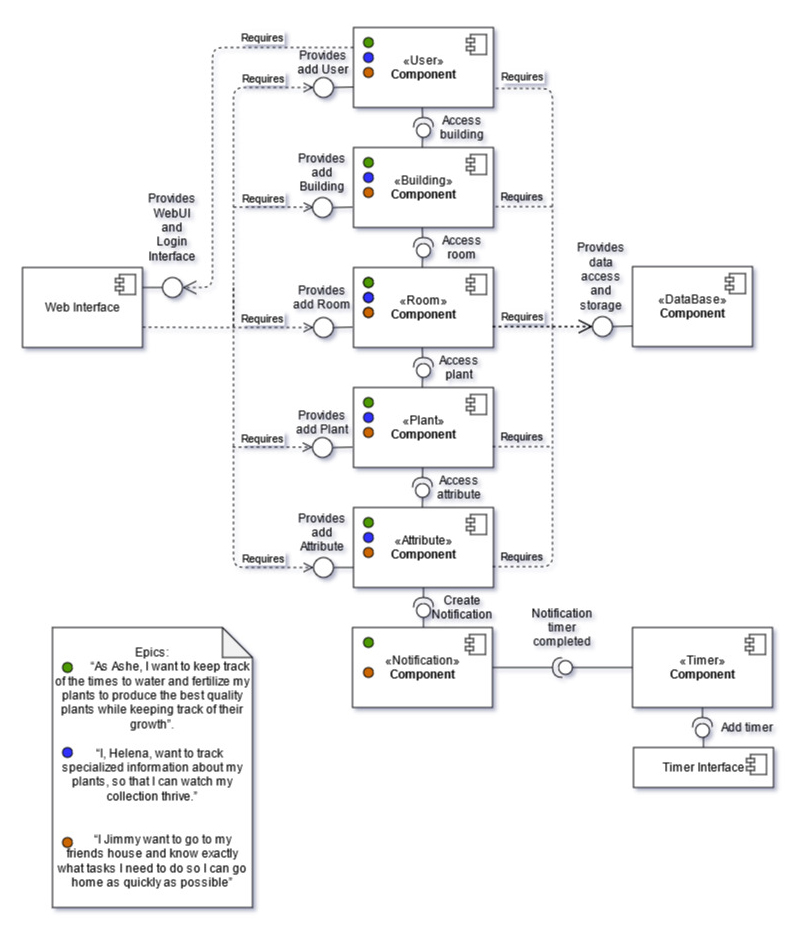 Requires
«User»
Component
Provides
add User
Requires
Requires
Access
building
Provides
add
Building
Requires
«Building»
Component
Requires
Provides
WebUI
and
Login
Interface
Access
room
Web Interface
Provides
add Room
Requires
«Room»
Component
Requires
Provides
data
access
and
storage
«DataBase»
Component
Access
plant
Provides
add Plant
Requires
«Plant»
Component
Requires
Access
attribute
Provides
add
Attribute
Requires
«Attribute»
Component
Requires
Create
Notification
«Notification»
Component
Notification
timer
completed
«Timer»
Component
Add timer
Timer Interface
Epics:
“As Ashe, I want to keep track
of the times to water and fertilize my
plants to produce the best quality
plants while keeping track of their
growth”.
“I, Helena, want to track
specialized information about my
plants, so that I can watch my
collection thrive.”
“I Jimmy want to go to my
friends house and know exactly
what tasks I need to do so I can go
home as quickly as possible”